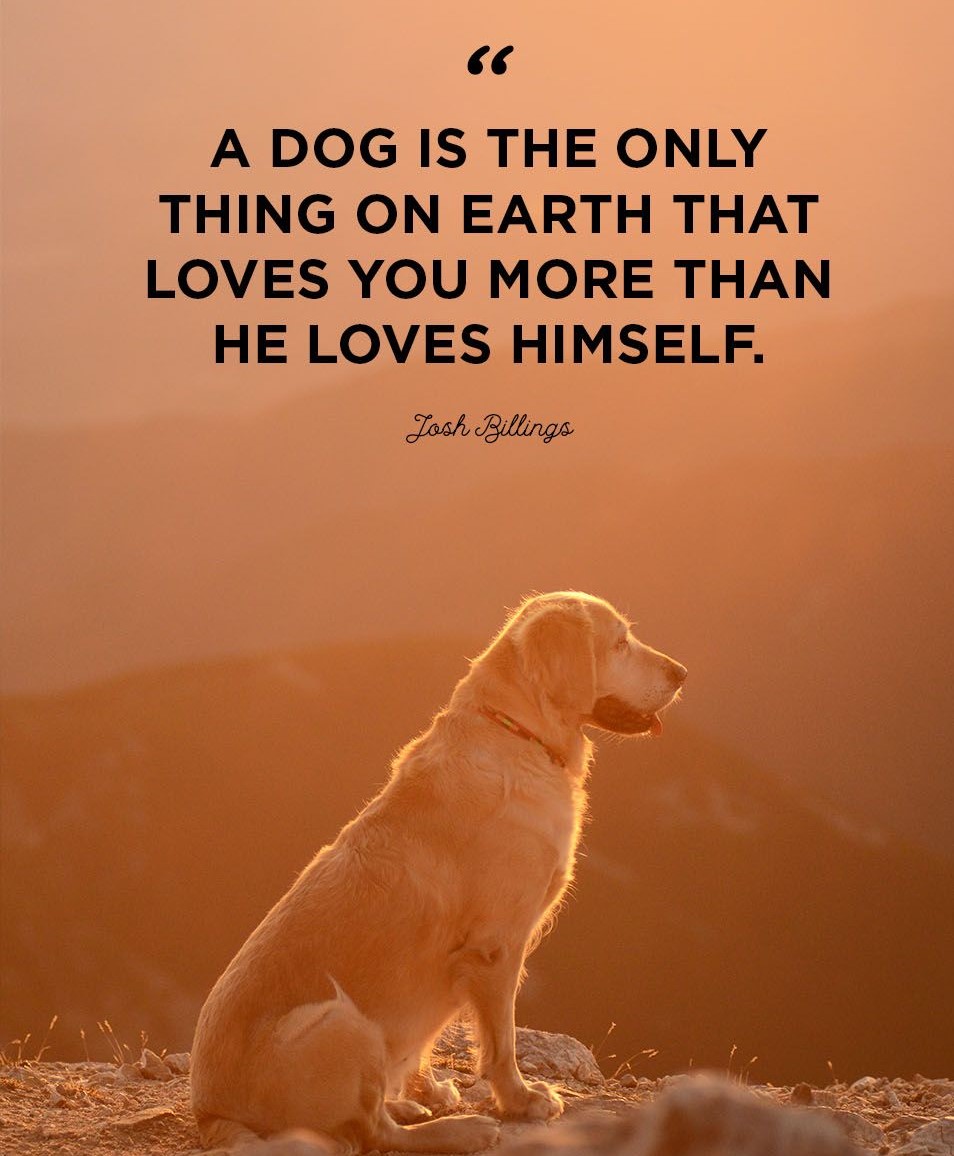 “
A DOG IS THE ONLY
THING ON EARTH THAT
LOVES YOU MORE THAN
HE LOVES HIMSELF.
Josh Billings